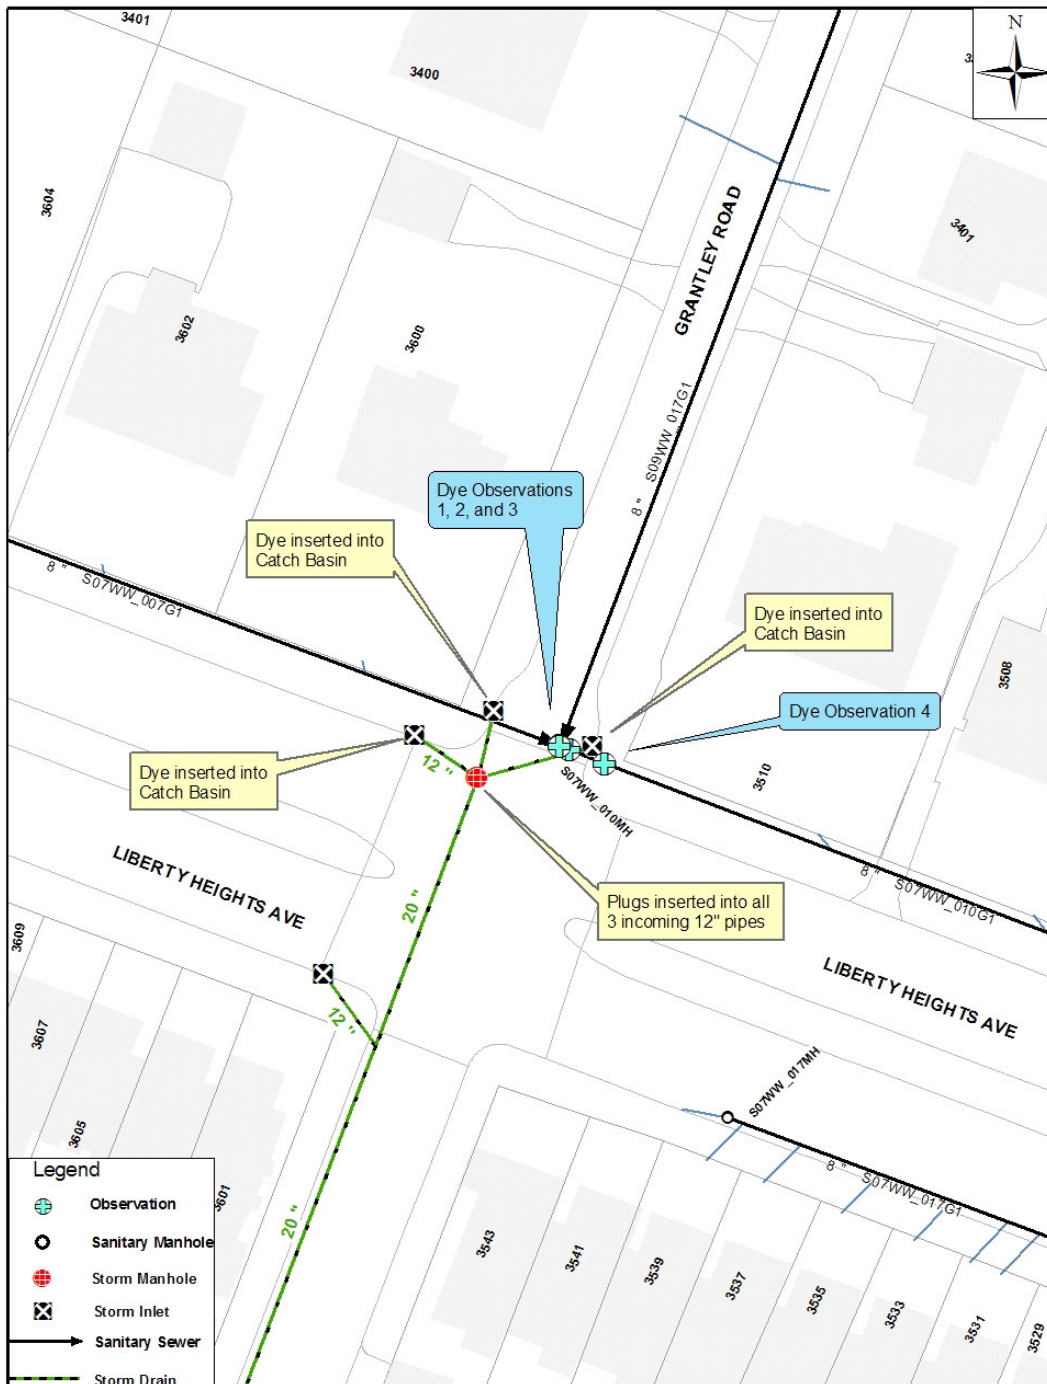 3401
3400
N
3604
3401
GRANTLEY ROAD
3602
3600
8 " S09WW_017G1
Dye Observations
1, 2, and 3
Dye inserted into
Catch Basin
8 " S07WW_007G1
Dye inserted into
Catch Basin
3508
Dye Observation 4
Dye inserted into
Catch Basin
12 "
S07WW_010MH
3510
LIBERTY HEIGHTS AVE
20 "
Plugs inserted into all
3 incoming 12" pipes
8 " S07WW_010G1
3609
LIBERTY HEIGHTS AVE
3607
12 "
S07WW_017MH
3605
8 " S07WW_017G1
3601
20 "
3543
3541
3539
3537
3535
3533
3531
3529
Legend
Observation
Sanitary Manhole
Storm Manhole
Storm Inlet
Sanitary Sewer
Storm Drain